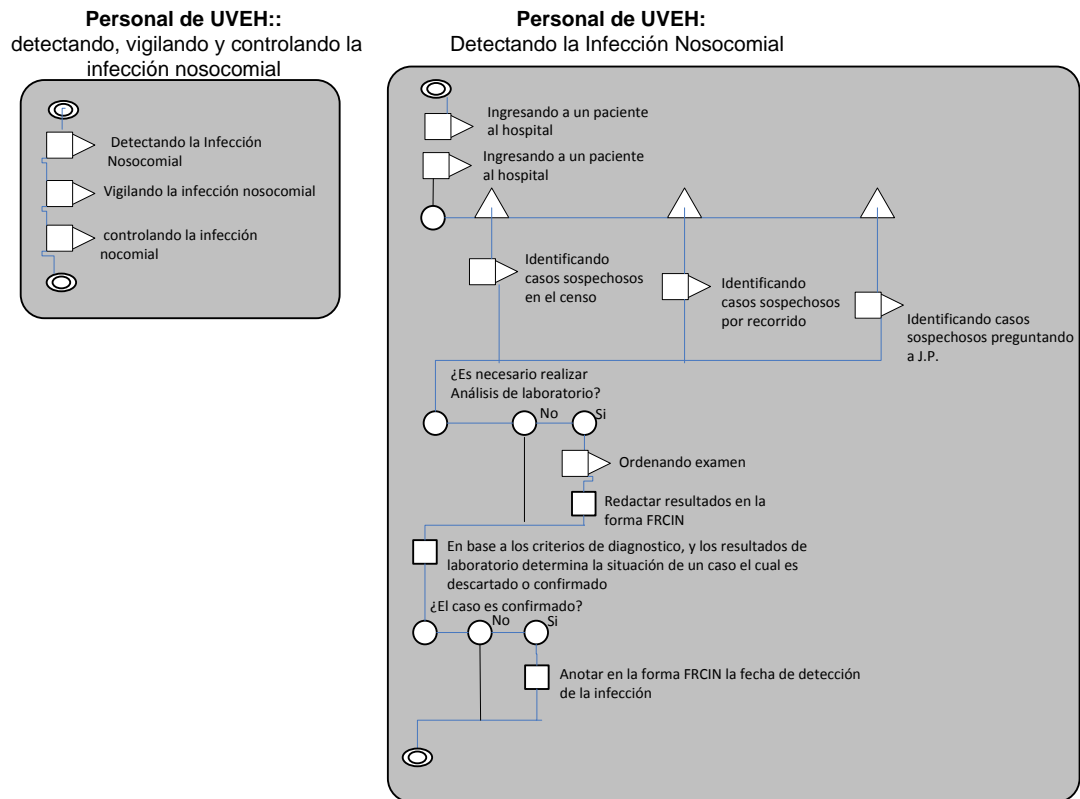 Personal de UVEH::
detectando, vigilando y controlando la
infección nosocomial
Detectando la Infección
Nosocomial
Vigilando la infección nosocomial
controlando la infección
nocomial
Personal de UVEH:
Detectando la Infección Nosocomial
Ingresando a un paciente
al hospital
Ingresando a un paciente
al hospital
Identificando
casos sospechosos
en el censo
Identificando
casos sospechosos
por recorrido
Identificando casos
sospechosos preguntando
a J.P.
¿Es necesario realizar
Análisis de laboratorio?
No
Si
Ordenando examen
Redactar resultados en la
forma FRCIN
En base a los criterios de diagnostico, y los resultados de
laboratorio determina la situación de un caso el cual es
descartado o confirmado
¿El caso es confirmado?
No
Si
Anotar en la forma FRCIN la fecha de detección
de la infección